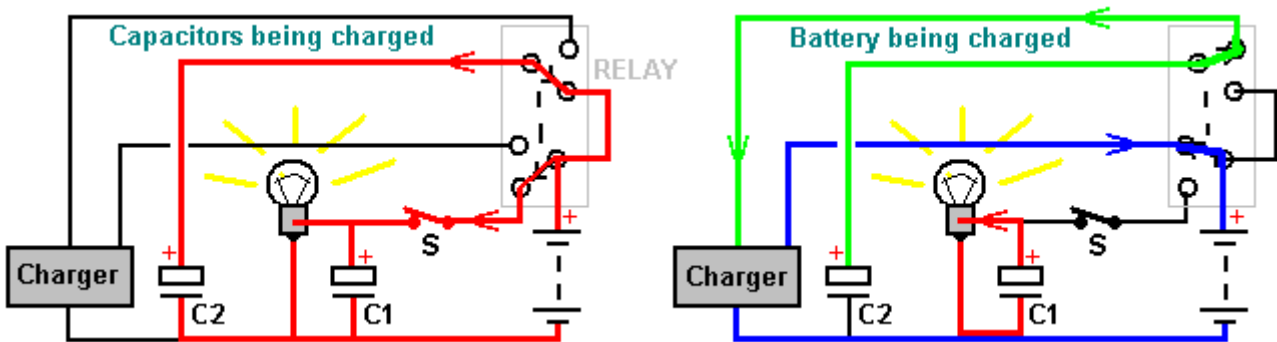 Capacitors being charged
RELAY
+
S
+
+
Charger
C2
C1
Battery being charged
+
S
+
+
Charger
C2
C1